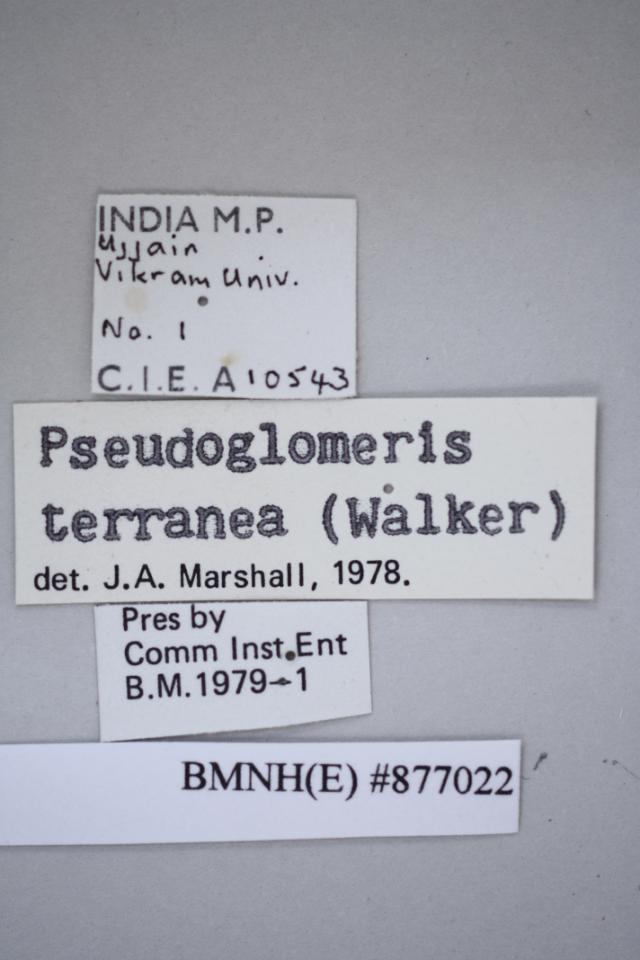 INDIA M.P.
Ujjain
Vikram Univ.
No. 1
C.I.E. A 10543
Pseudoglomeris
terranea (Walker)
det. J.A. Marshall, 1978.
Pres by
Comm Inst.Ent
B.M.1979-1
BMNH(E) #877022